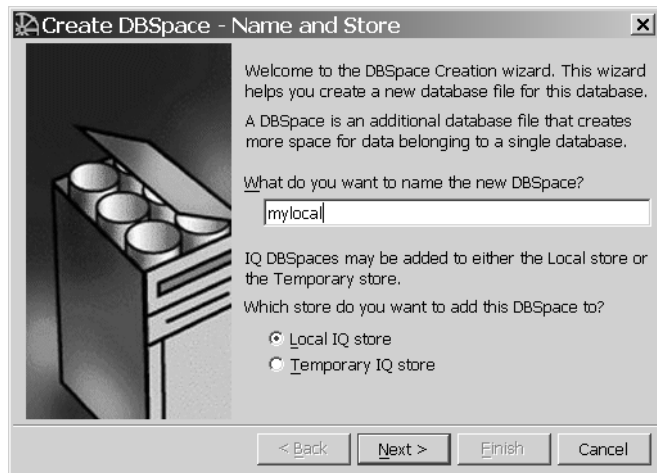 Create DBSpace - Name and Store
Welcome to the DBSpace Creation wizard. This wizard
helps you create a new database file for this database.
A DBSpace is an additional database file that creates
more space for data belonging to a single database.
What do you want to name the new DBSpace?
mylocal
IQ DBSpaces may be added to either the Local store or
the Temporary store.
Which store do you want to add this DBSpace to?
Local IQ store
Temporary IQ store
< Back Next > Finish Cancel